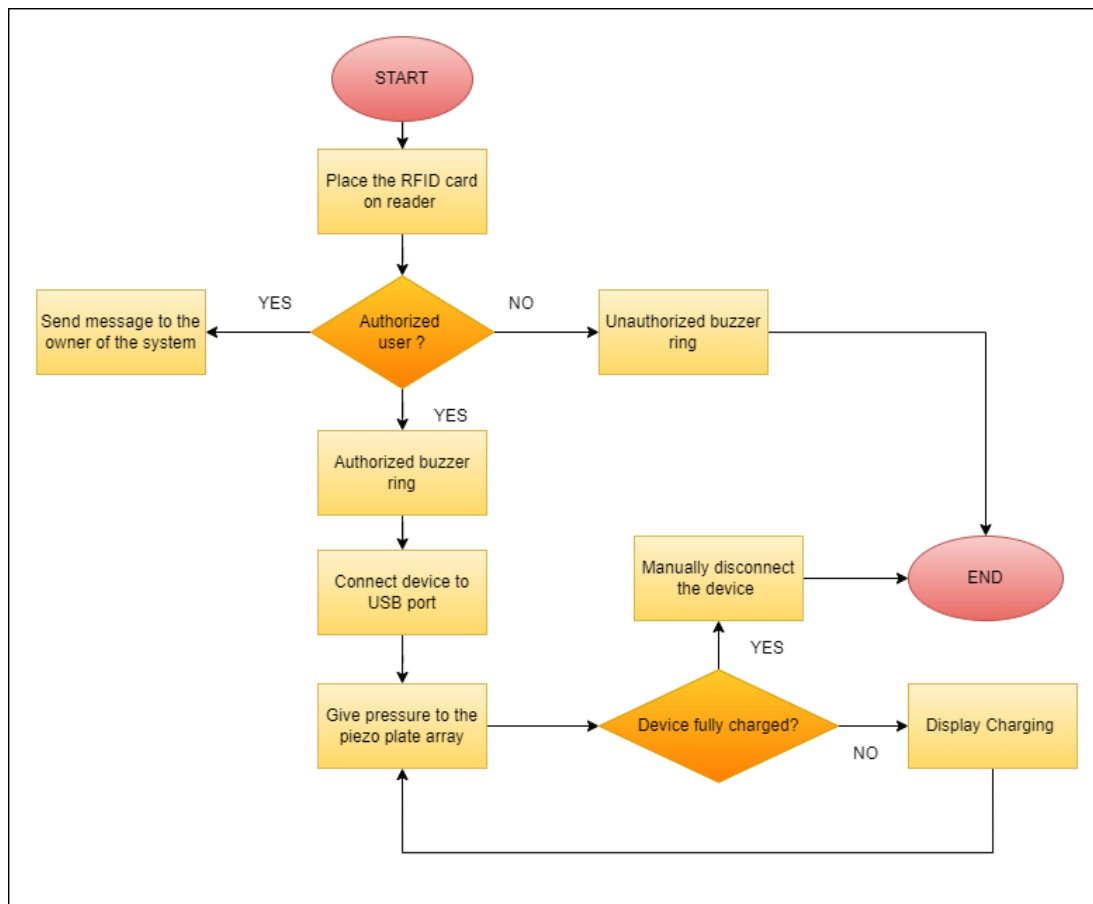 START
Place the RFID card
on reader
YES
NO
Send message to the
owner of the system
Authorized
user ?
Unauthorized buzzer
ring
YES
Authorized buzzer
ring
Connect device to
USB port
Manually disconnect
the device
END
YES
Give pressure to the
piezo plate array
Device fully charged?
NO
Display Charging